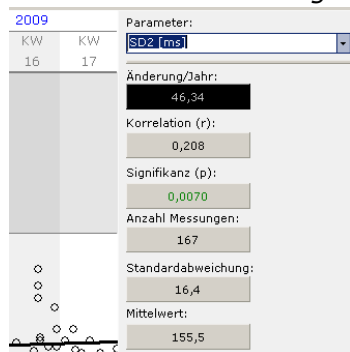 2009
KW KW
16 17
Parameter:
SD2 [ms]
Änderung/Jahr:
46,34
Korrelation (r):
0,208
Signifikanz (p):
0,0070
Anzahl Messungen:
167
Standardabweichung:
16,4
Mittelwert:
155,5